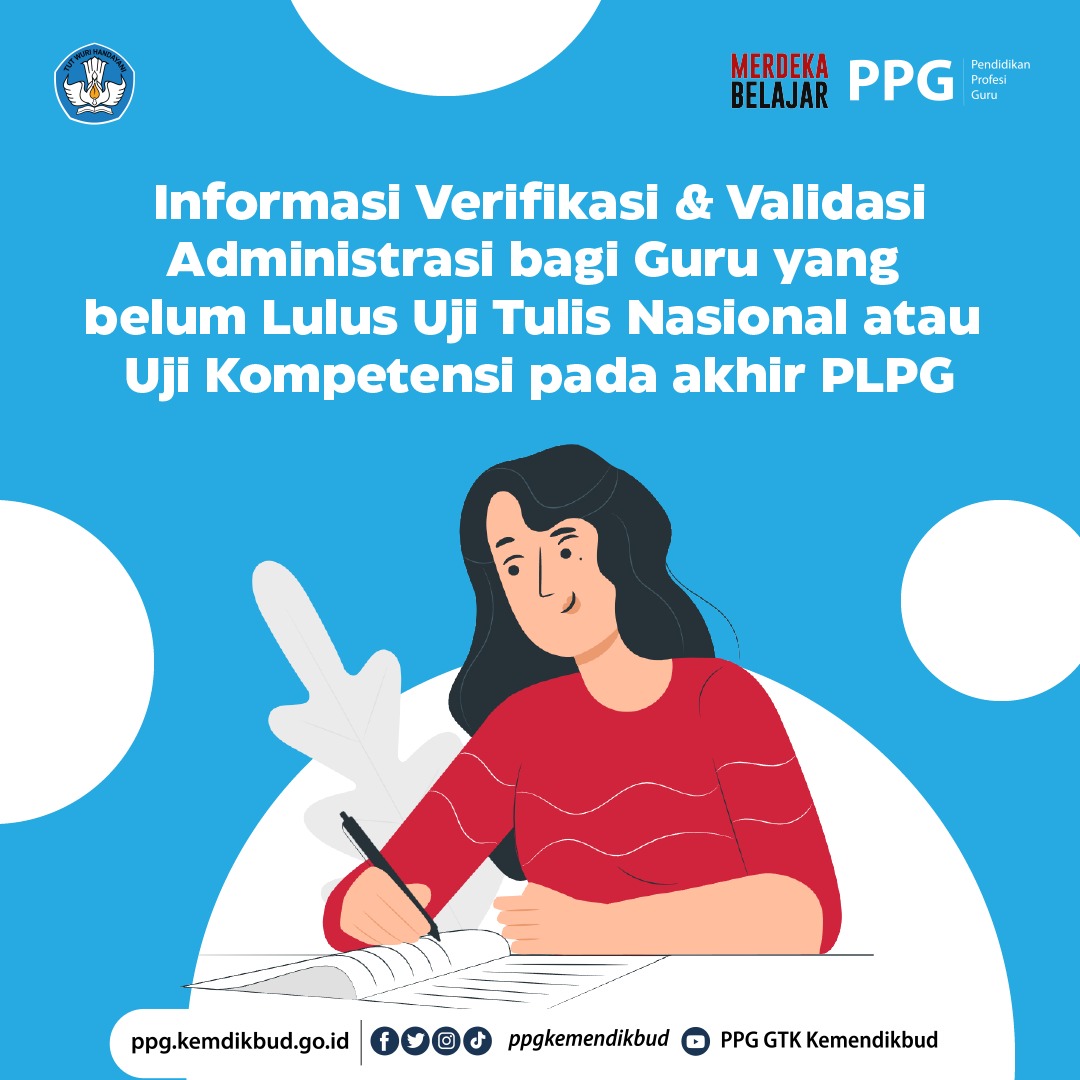 TUT WURI HANDAYANI
MERDEKA
BELAJAR
PPG
Pendidikan
Profesi
Guru
Informasi Verifikasi & Validasi
Administrasi bagi Guru yang
belum Lulus Uji Tulis Nasional atau
Uji Kompetensi pada akhir PLPG
ppg.kemdikbud.go.id
ppgkemendikbud
PPG GTK Kemendikbud